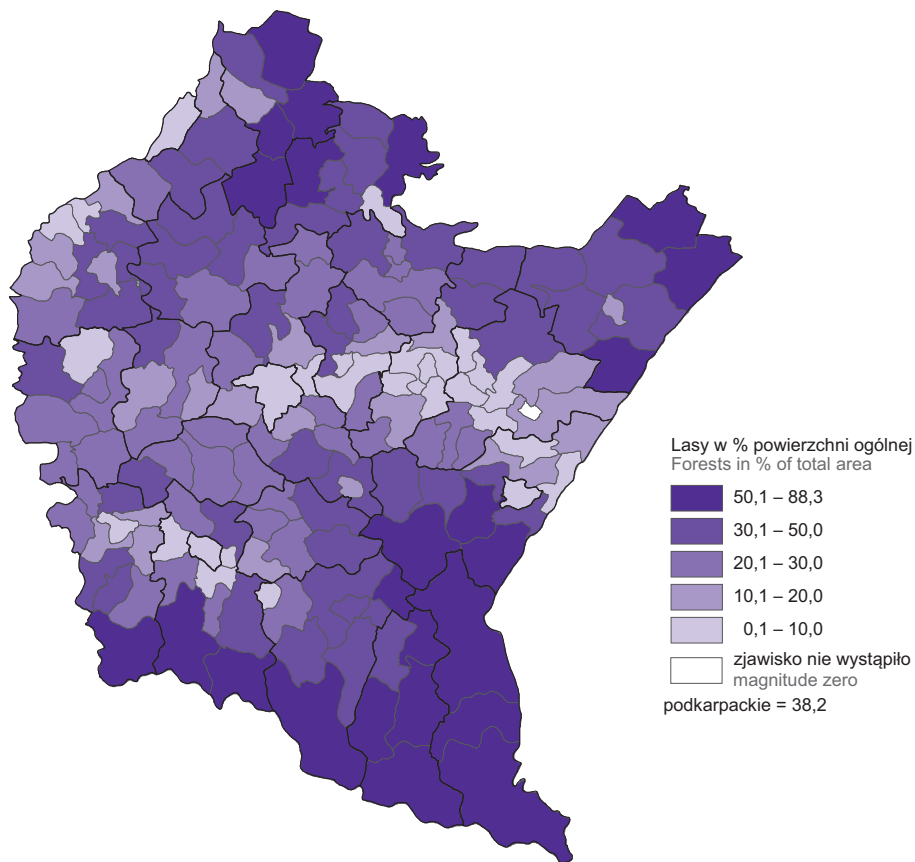 Lasy w % powierzchni ogólnej
Forests in % of total area
50,1 – 88,3
30,1 – 50,0
20,1 – 30,0
10,1 – 20,0
0,1 – 10,0
zjawisko nie wystąpiło
magnitude zero
podkarpackie = 38,2